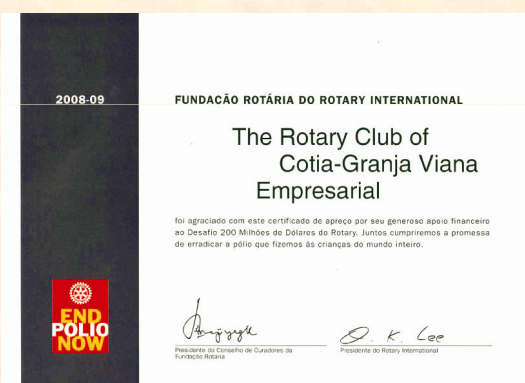 2008-09
FUNDACÃO ROTÁRIA DO ROTARY INTERNATIONAL
The Rotary Club of
Cotia-Granja Viana
Empresarial
foi agraciado com este certificado de apreço por seu generoso apoio financeiro
ao Desafio 200 Milhões de Dólares do Rotary. Juntos cumpriremos a promessa
de erradicar a pólio que fizemos às crianças do mundo inteiro.
END
POLIO
NOW
D. K. Lee
Presidente do Conselho de Curadores da
Fundação Rotária
Presidente do Rotary International